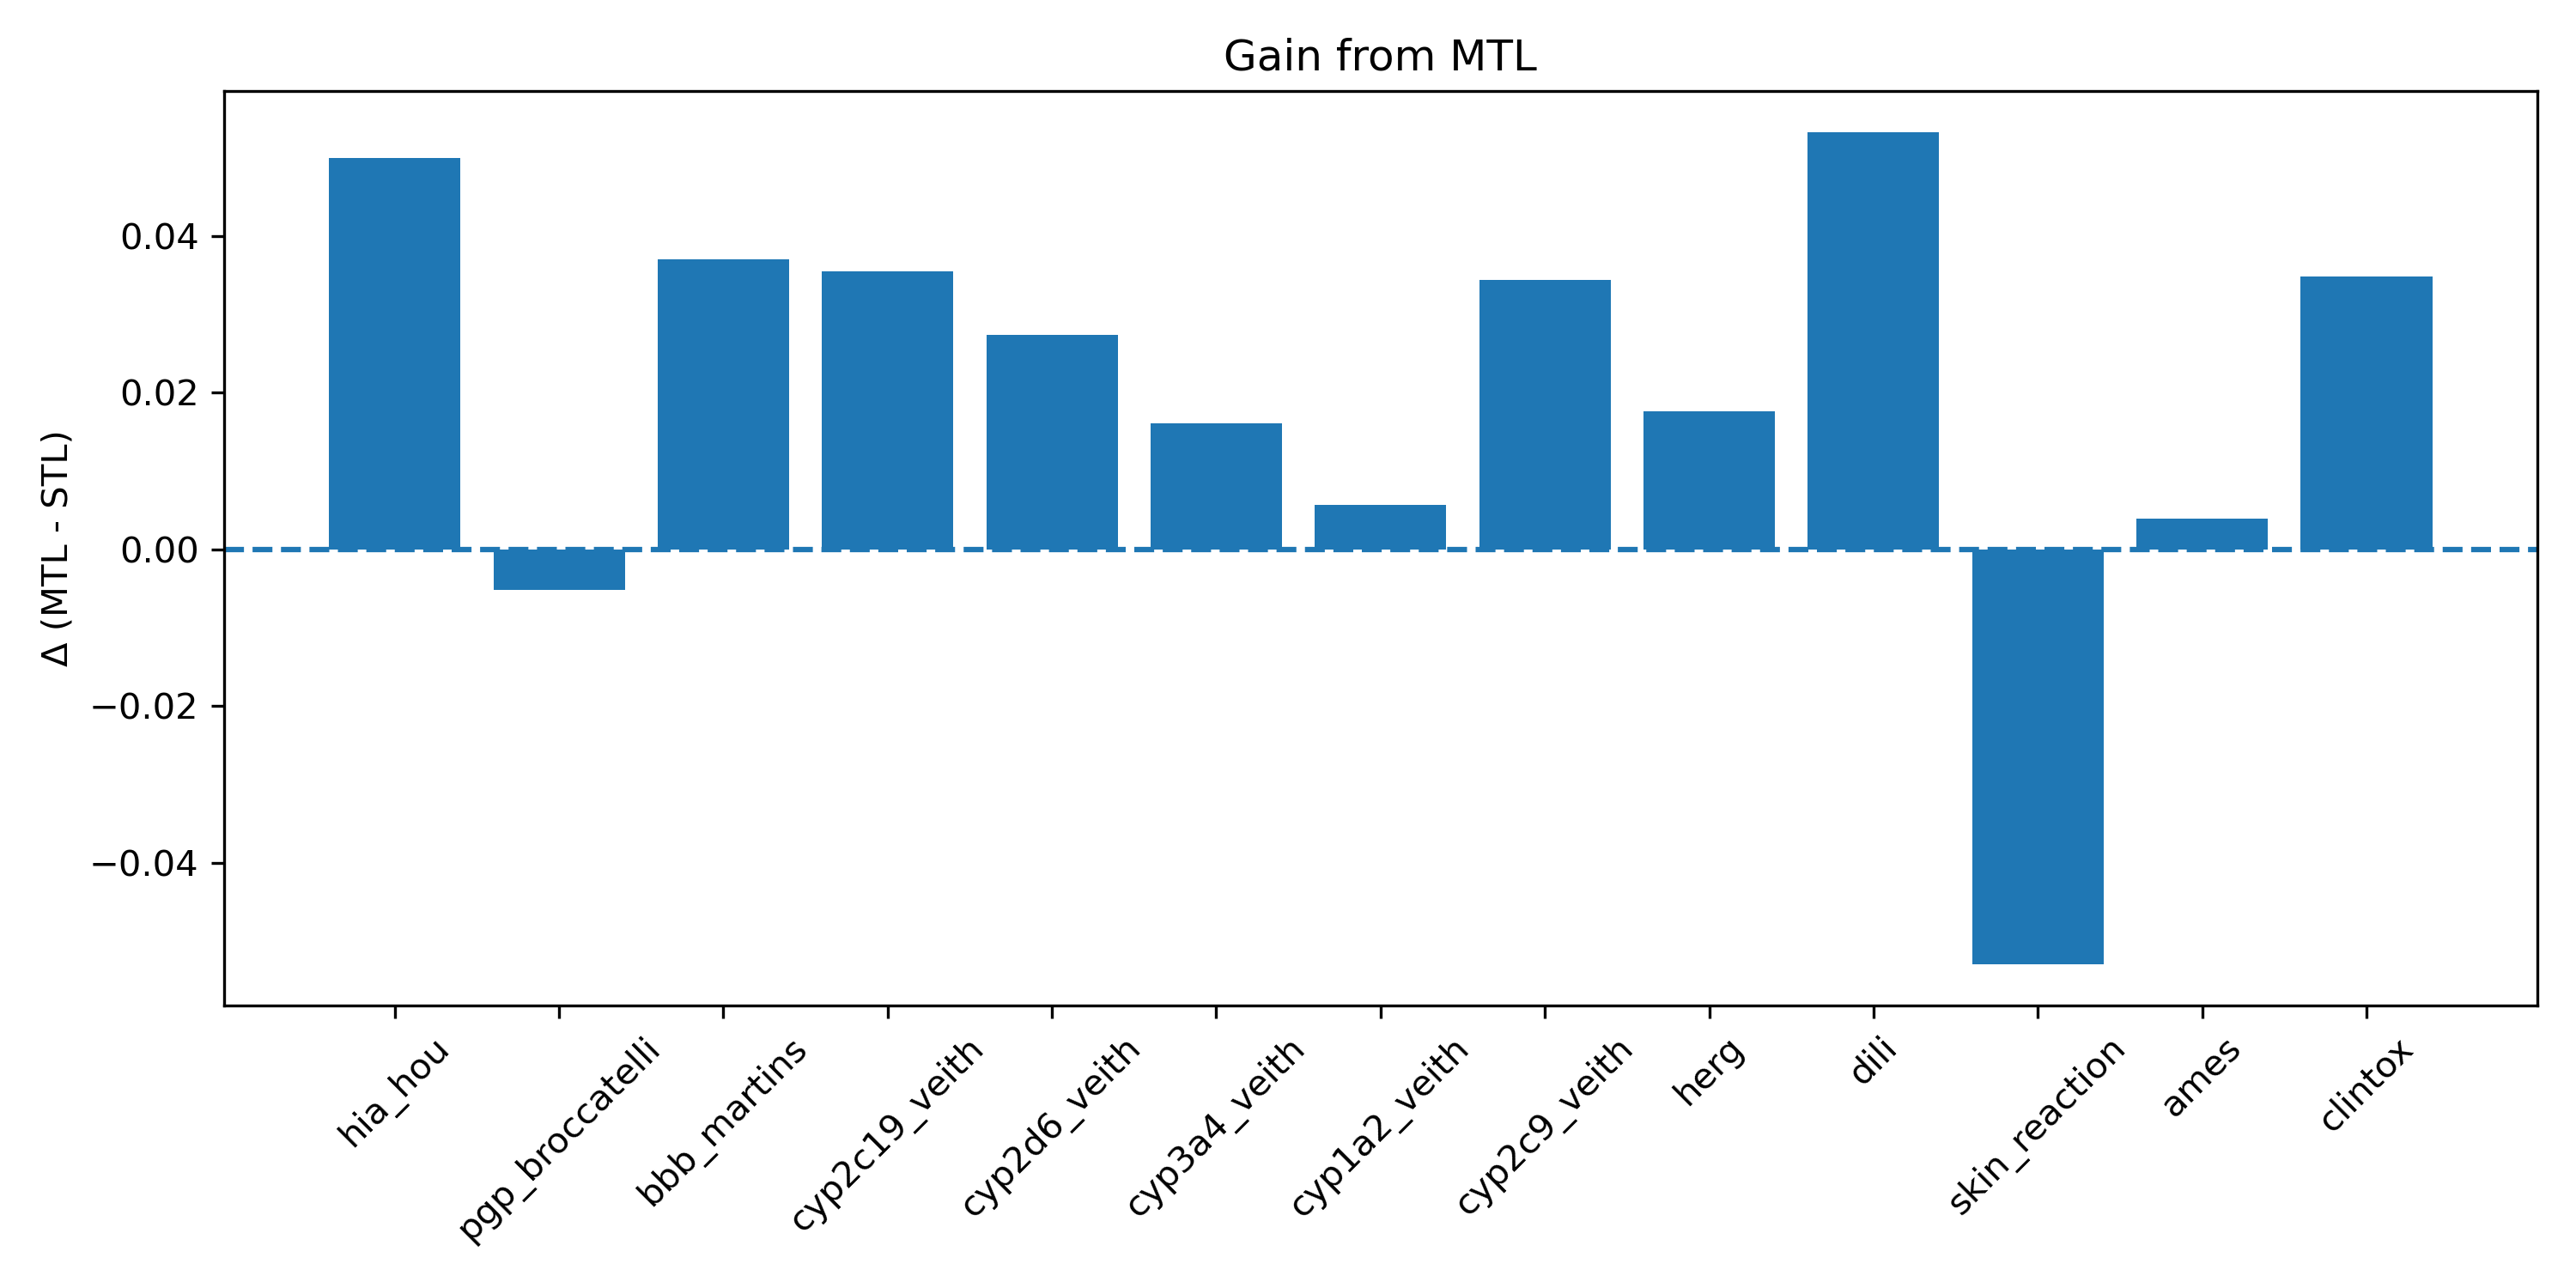 Gain from MTL
Δ (MTL - STL)
0.04
0.02
0.00
−0.02
−0.04
hia_hou
pgp_broccatelli
bbb_martins
cyp2c19_veith
cyp2d6_veith
cyp3a4_veith
cyp1a2_veith
cyp2c9_veith
herg
dili
skin_reaction
ames
clintox